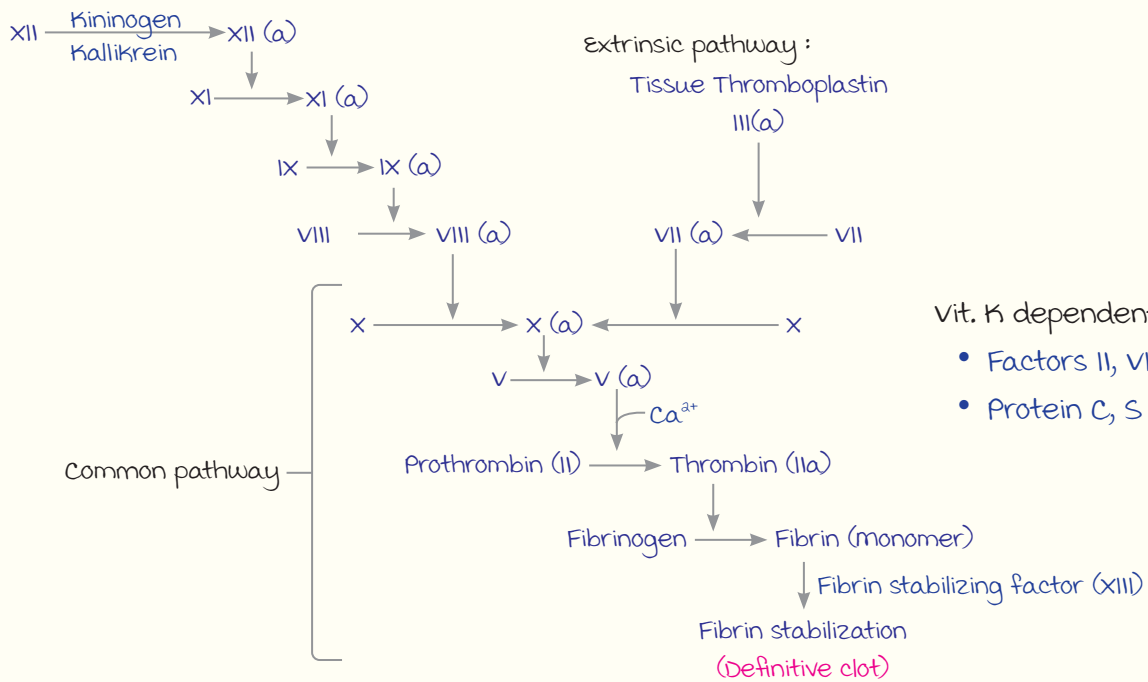 XII Kininogen XII (a)
Kallikrein
XI XI (a)
IX IX (a)
VIII VIII (a)
Extrinsic pathway :
Tissue Thromboplastin
III(a)
VII (a) VII
Common pathway
X X (a) X
V V (a)
Ca²⁺
Prothrombin (II) Thrombin (IIa)
Fibrinogen Fibrin (monomer)
Fibrin stabilizing factor (XIII)
Fibrin stabilization
(Definitive clot)
Vit. K dependen
• Factors II, V
• Protein C, S